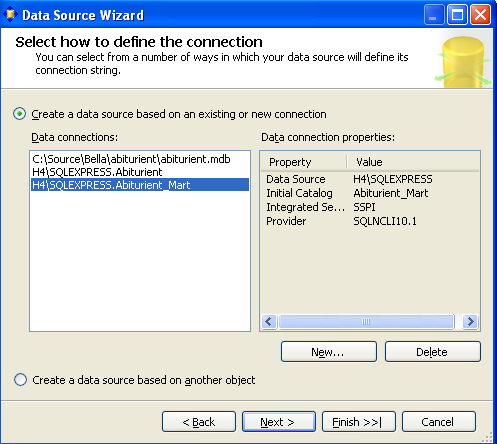 Data Source Wizard
Select how to define the connection
You can select from a number of ways in which your data source will define its
connection string.
Create a data source based on an existing or new connection
Data connections:
Data connection properties:
C:\Source\Bella\abiturient\abiturient.mdb
H4\SQLEXPRESS.Abiturient
H4\SQLEXPRESS.Abiturient_Mart
Property Value
Data Source H4\SQLEXPRESS
Initial Catalog Abiturient_Mart
Integrated Se... SSPI
Provider SQLNCLI10.1
New... Delete
Create a data source based on another object
< Back Next > Finish >>| Cancel